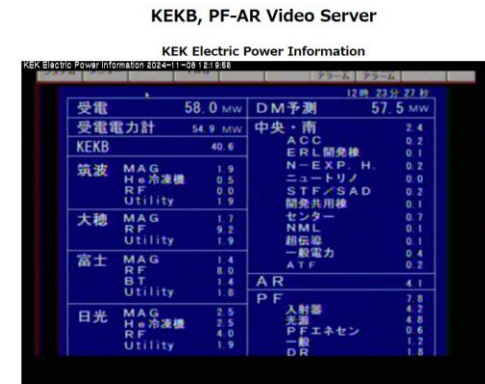 KEKB, PF-AR Video Server
KEK Electric Power Information
KEK Electric Power Information 2024-11-08 12:19:56
アラーム アラーム
12時 23分 27秒
受電 58.0 MW
受電電力計 54.9 MW
KEKB 40.6
筑波 MAG 1.9
He冷凍機 0.5
RF 0.0
Utility 1.9
大穂 MAG 1.7
RF 9.2
Utility 1.9
富士 MAG 1.4
RF 8.0
BT 1.4
Utility 1.8
日光 MAG 2.5
He冷凍機 2.5
RF 4.0
Utility 1.9
DM予測 57.5 MW
中央・南 2.4
ACC 0.2
ERL開発棟 0.1
N-EXP. H. 0.2
ニュートリノ 0.0
STF/SAD 0.2
開発共用棟 0.1
センター 0.7
NML 0.1
超伝導 0.1
一般電力 0.4
ATF 0.2
AR 4.1
PF 7.8
入射器 4.2
光源 4.8
PFエネセン 0.6
一般 1.2
DR 1.8